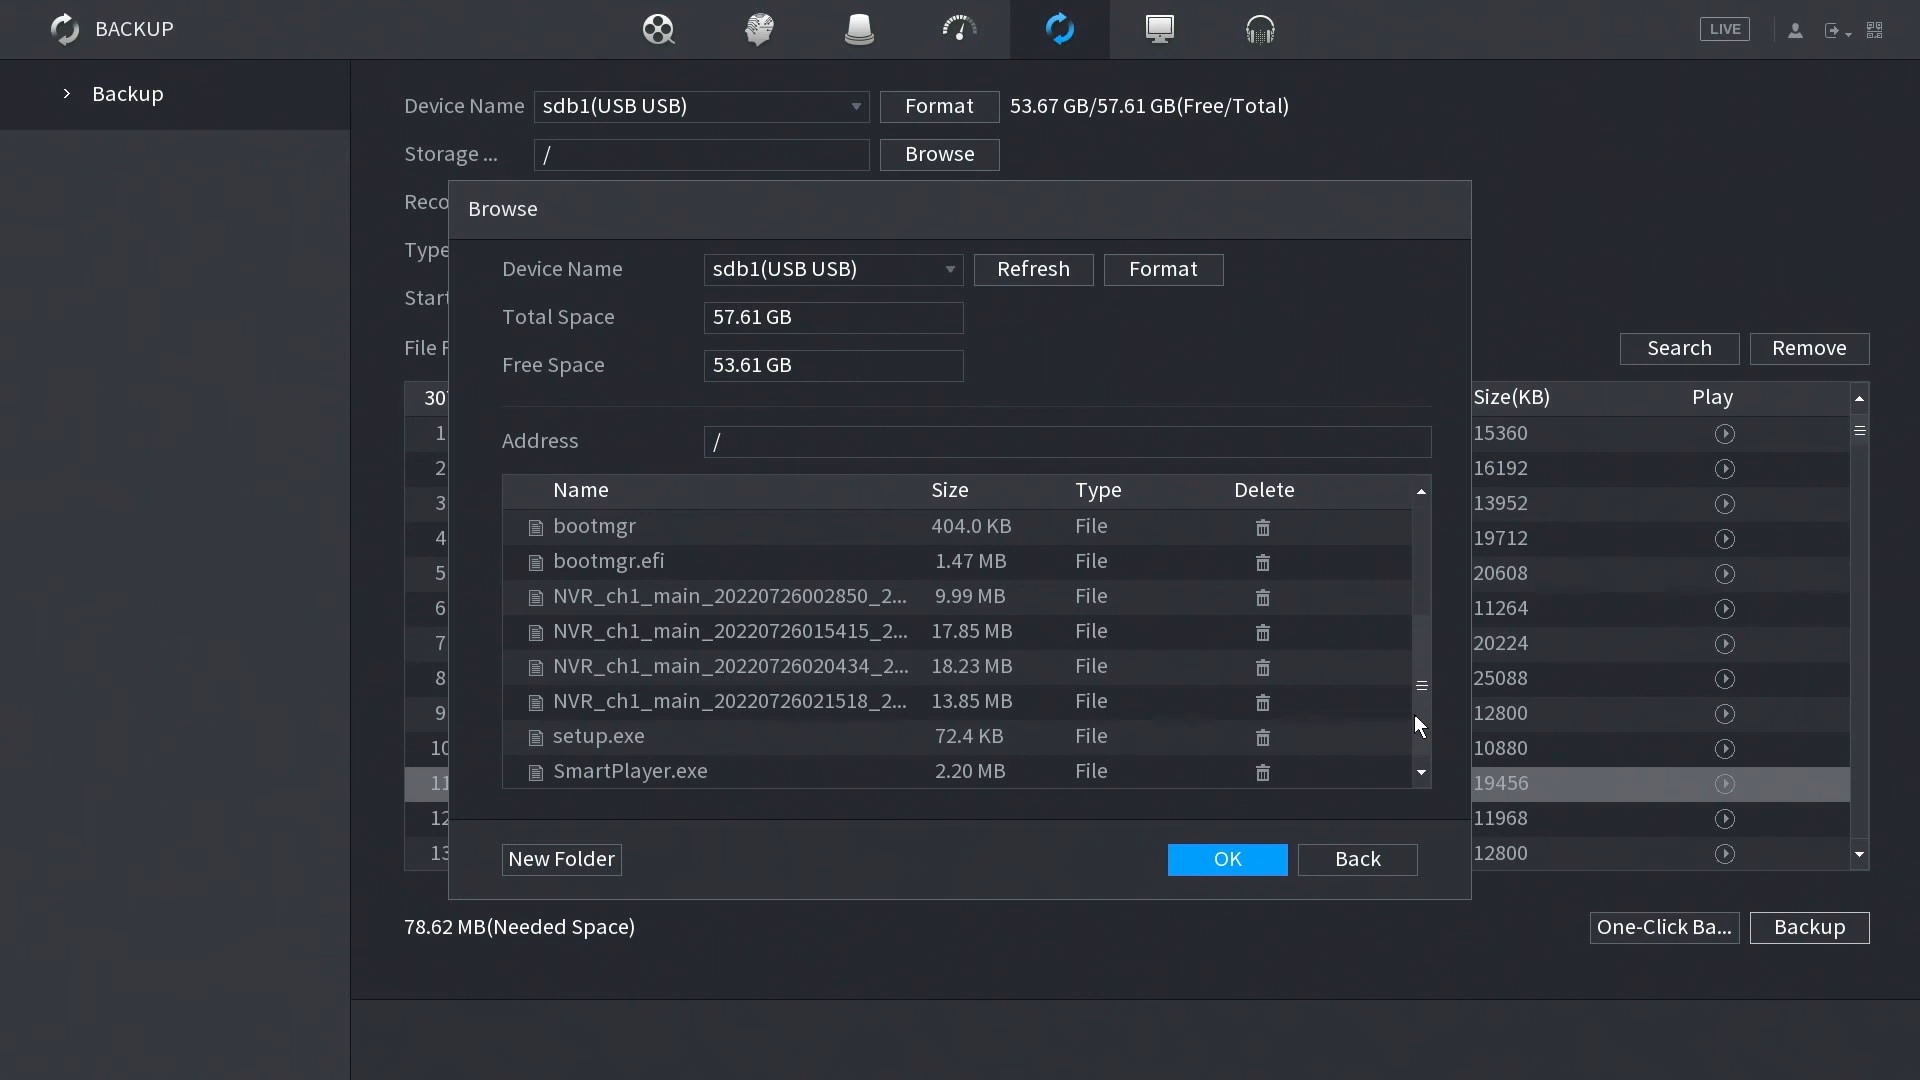 BACKUP
LIVE
Backup
Device Name sdb1(USB USB) Format 53.67 GB/57.61 GB(Free/Total)
Storage ... / Browse
Reco
Type
Start
File F
Search Remove
Browse
Device Name sdb1(USB USB) Refresh Format
Total Space 57.61 GB
Free Space 53.61 GB
Address /
Name Size Type Delete
bootmgr 404.0 KB File
bootmgr.efi 1.47 MB File
NVR_ch1_main_20220726002850_2... 9.99 MB File
NVR_ch1_main_20220726015415_2... 17.85 MB File
NVR_ch1_main_20220726020434_2... 18.23 MB File
NVR_ch1_main_20220726021518_2... 13.85 MB File
setup.exe 72.4 KB File
SmartPlayer.exe 2.20 MB File
New Folder OK Back
Size(KB) Play
1 15360
2 16192
3 13952
4 19712
5 20608
6 11264
7 20224
8 25088
9 12800
10 10880
11 19456
12 11968
13 12800
78.62 MB(Needed Space) One-Click Ba... Backup